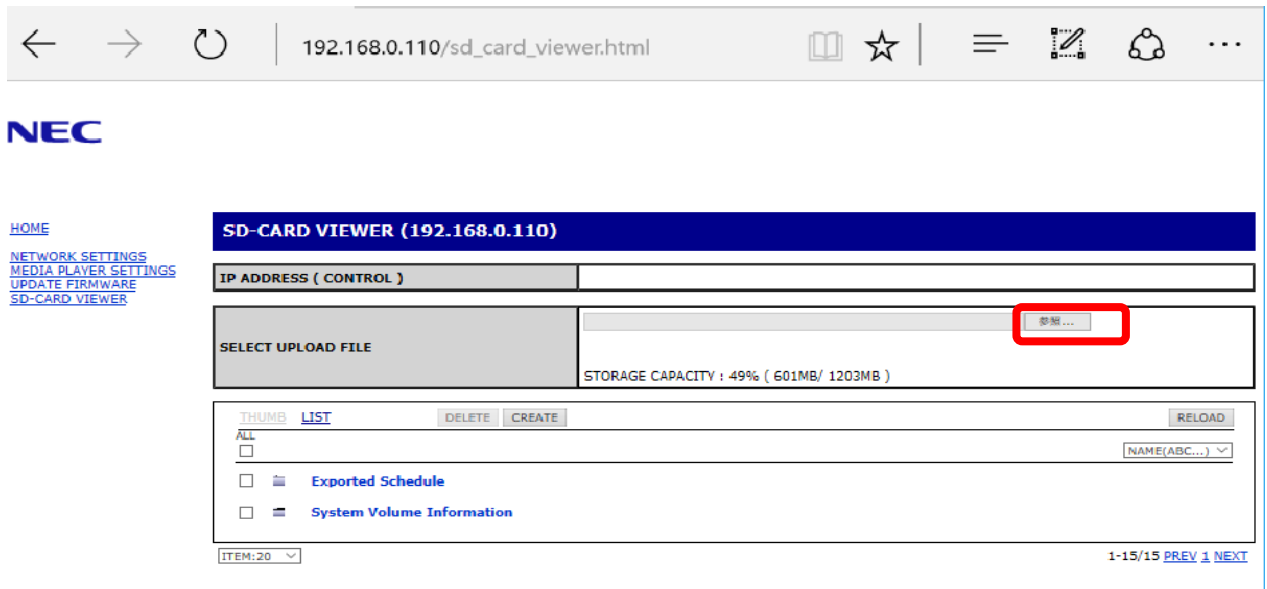 192.168.0.110/sd_card_viewer.html
NEC
HOME
NETWORK SETTINGS
MEDIA PLAYER SETTINGS
UPDATE FIRMWARE
SD-CARD VIEWER
SD-CARD VIEWER (192.168.0.110)
IP ADDRESS ( CONTROL )
SELECT UPLOAD FILE
参照...
STORAGE CAPACITY : 49% ( 601MB/ 1203MB )
THUMB LIST DELETE CREATE RELOAD
ALL
NAME(ABC...)
Exported Schedule
System Volume Information
ITEM:20
1-15/15 PREV 1 NEXT